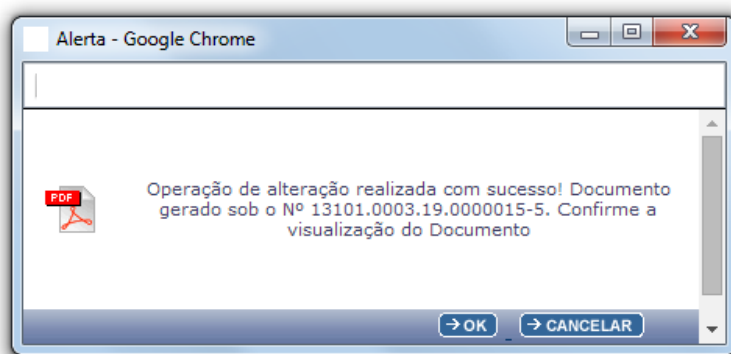 Alerta - Google Chrome
PDF
Operação de alteração realizada com sucesso! Documento
gerado sob o Nº 13101.0003.19.0000015-5. Confirme a
visualização do Documento
OK
CANCELAR